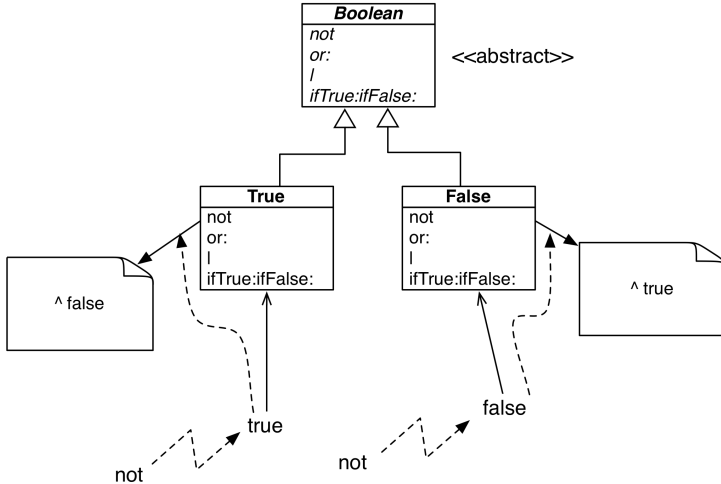 Boolean
not
or:
|
ifTrue:ifFalse:
<<abstract>>
True
not
or:
|
ifTrue:ifFalse:
False
not
or:
|
ifTrue:ifFalse:
^ false
^ true
true
false
not
not